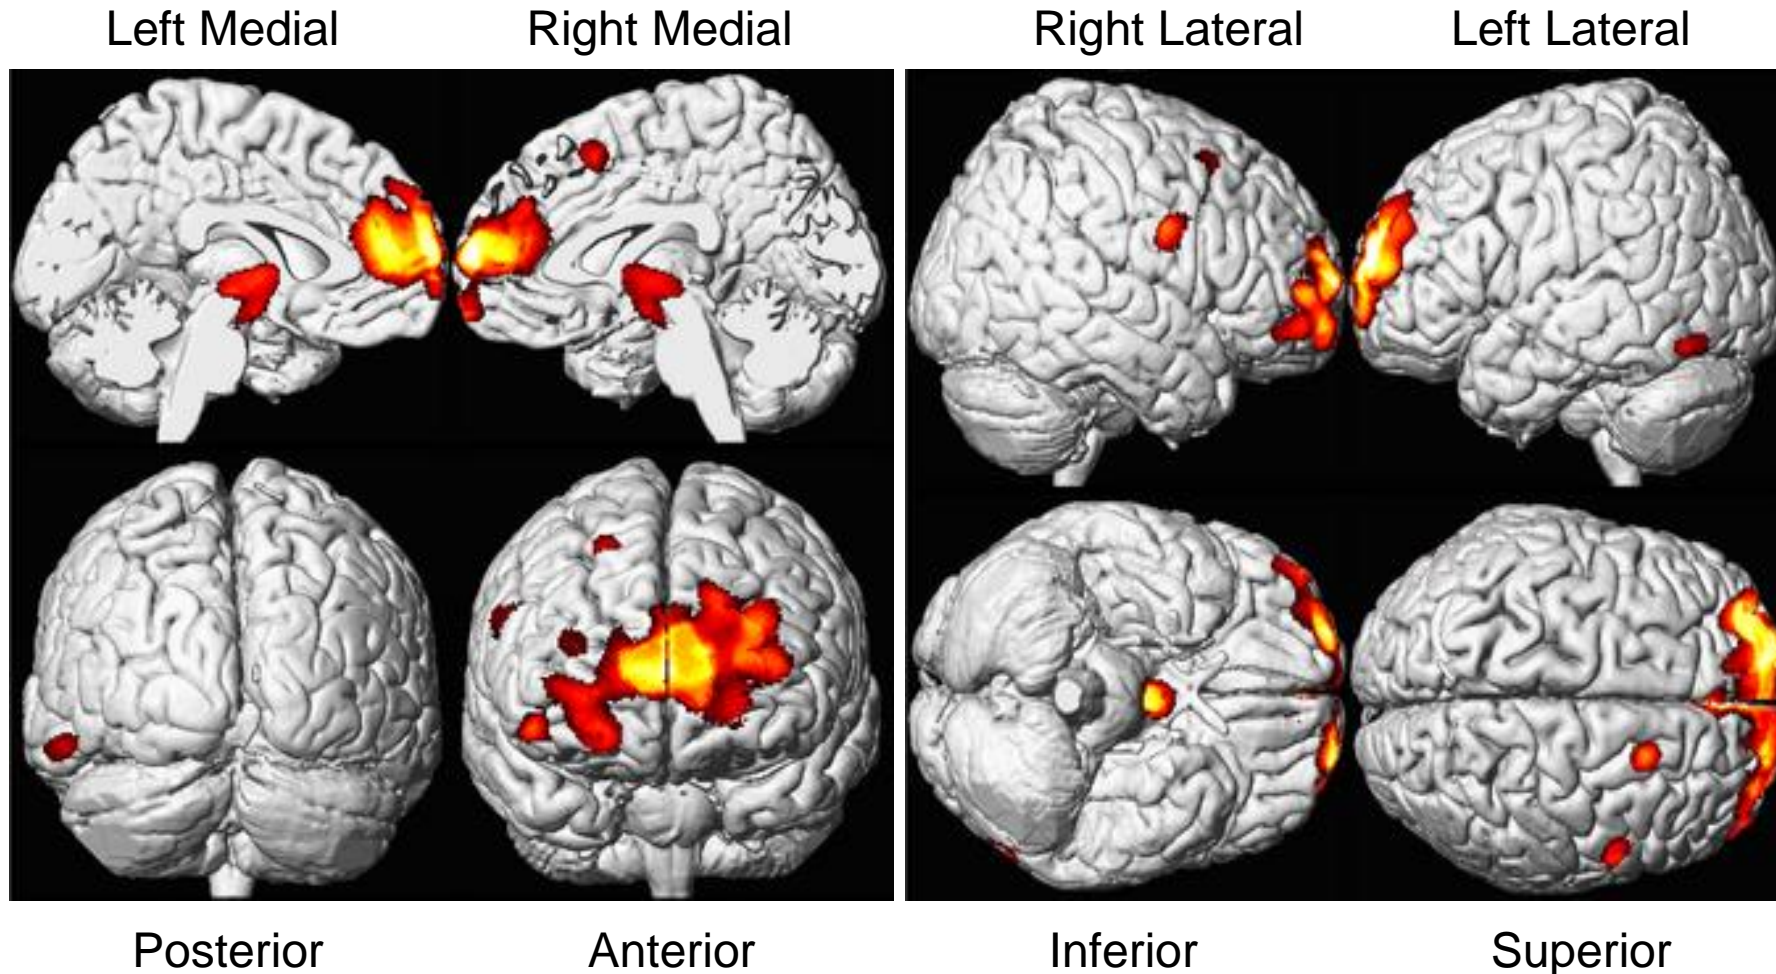 Left Medial
Right Medial
Right Lateral
Left Lateral
Posterior
Anterior
Inferior
Superior